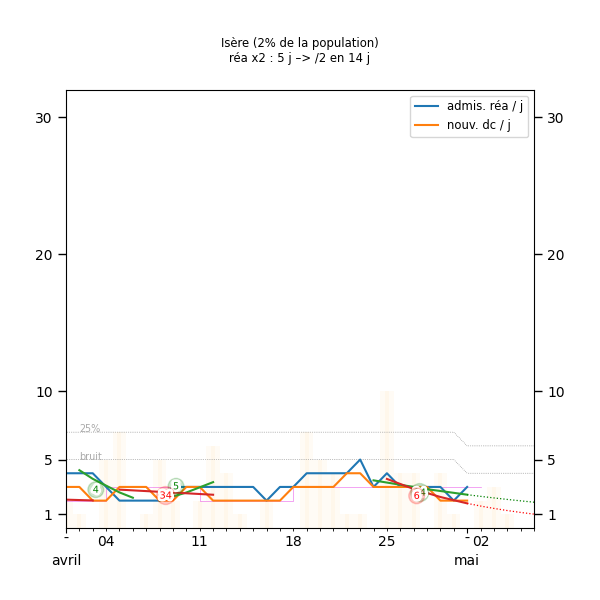 Isère (2% de la population)
réa x2 : 5 j –> /2 en 14 j
admis. réa / j
nouv. dc / j
30
30
20
20
10
10
25%
bruit
5
5
4
5
34
6
4
1
1
- 04 11 18 25 - 02
avril mai